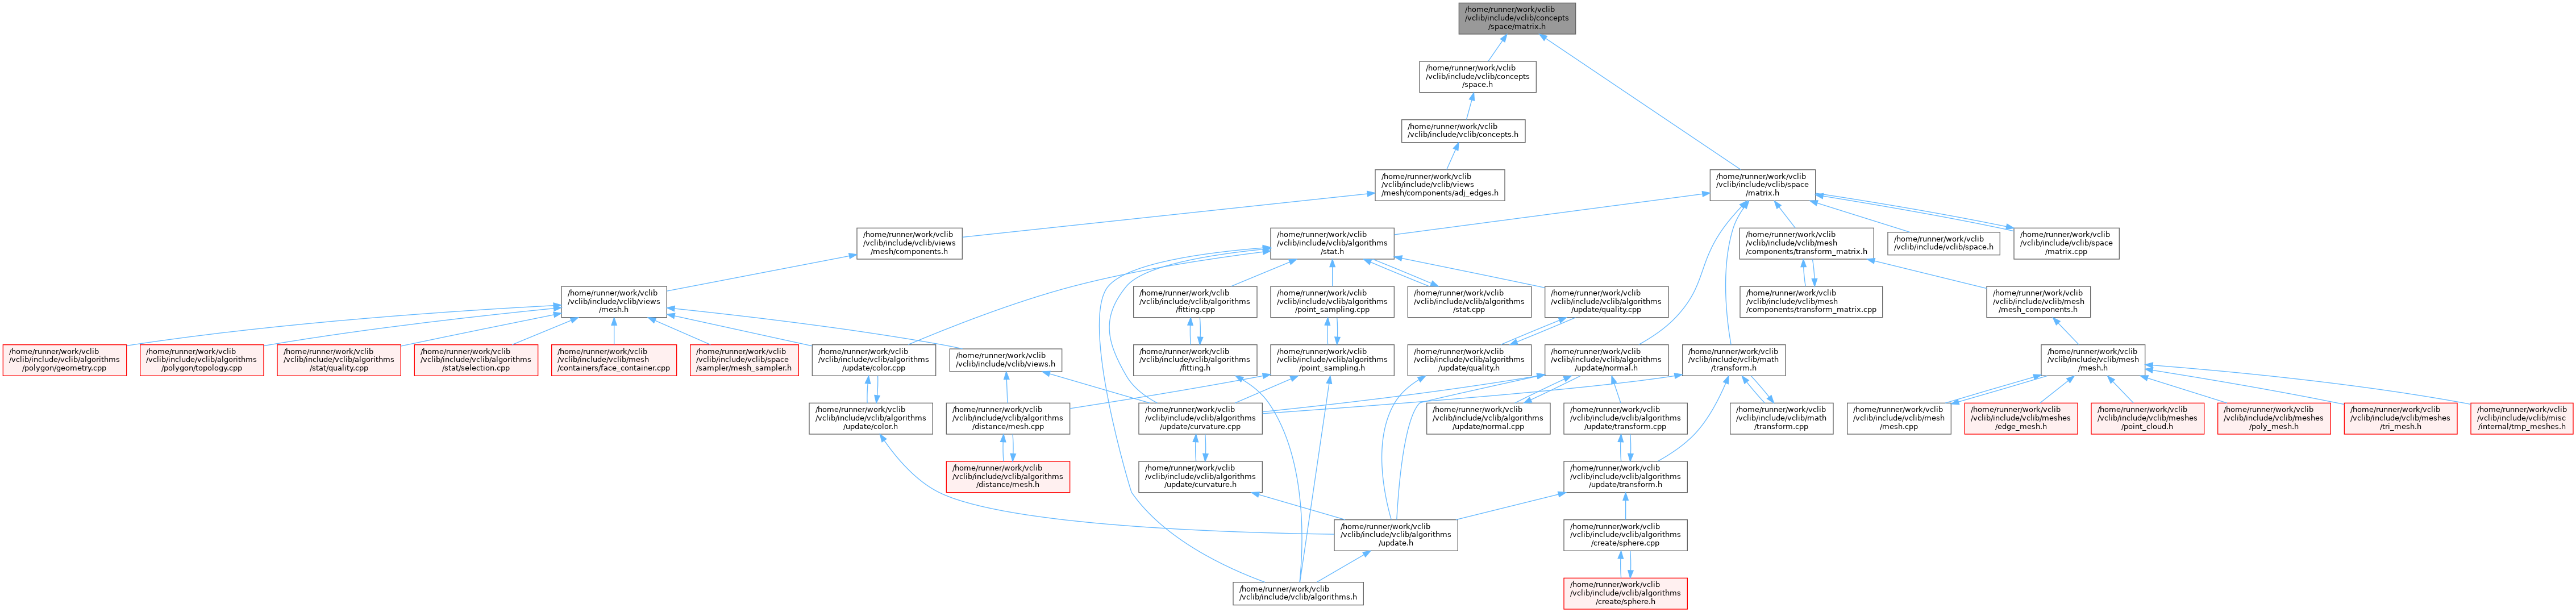 /home/runner/work/vclib
/vclib/include/vclib/concepts
/space/matrix.h
/home/runner/work/vclib
/vclib/include/vclib/concepts
/space.h
/home/runner/work/vclib
/vclib/include/vclib/concepts.h
/home/runner/work/vclib
/vclib/include/vclib/views
/mesh/components/adj_edges.h
/home/runner/work/vclib
/vclib/include/vclib/space
/matrix.h
/home/runner/work/vclib
/vclib/include/vclib/views
/mesh/components.h
/home/runner/work/vclib
/vclib/include/vclib/algorithms
/stat.h
/home/runner/work/vclib
/vclib/include/vclib/mesh
/components/transform_matrix.h
/home/runner/work/vclib
/vclib/include/vclib/space.h
/home/runner/work/vclib
/vclib/include/vclib/space
/matrix.cpp
/home/runner/work/vclib
/vclib/include/vclib/views
/mesh.h
/home/runner/work/vclib
/vclib/include/vclib/algorithms
/fitting.cpp
/home/runner/work/vclib
/vclib/include/vclib/algorithms
/point_sampling.cpp
/home/runner/work/vclib
/vclib/include/vclib/algorithms
/stat.cpp
/home/runner/work/vclib
/vclib/include/vclib/algorithms
/update/quality.cpp
/home/runner/work/vclib
/vclib/include/vclib/mesh
/components/transform_matrix.cpp
/home/runner/work/vclib
/vclib/include/vclib/mesh
/mesh_components.h
/home/runner/work/vclib
/vclib/include/vclib/algorithms
/polygon/geometry.cpp
/home/runner/work/vclib
/vclib/include/vclib/algorithms
/polygon/topology.cpp
/home/runner/work/vclib
/vclib/include/vclib/algorithms
/stat/quality.cpp
/home/runner/work/vclib
/vclib/include/vclib/algorithms
/stat/selection.cpp
/home/runner/work/vclib
/vclib/include/vclib/mesh
/containers/face_container.cpp
/home/runner/work/vclib
/vclib/include/vclib/space
/sampler/mesh_sampler.h
/home/runner/work/vclib
/vclib/include/vclib/algorithms
/update/color.cpp
/home/runner/work/vclib
/vclib/include/vclib/views.h
/home/runner/work/vclib
/vclib/include/vclib/algorithms
/fitting.h
/home/runner/work/vclib
/vclib/include/vclib/algorithms
/point_sampling.h
/home/runner/work/vclib
/vclib/include/vclib/algorithms
/update/quality.h
/home/runner/work/vclib
/vclib/include/vclib/algorithms
/update/normal.h
/home/runner/work/vclib
/vclib/include/vclib/math
/transform.h
/home/runner/work/vclib
/vclib/include/vclib/mesh
/mesh.h
/home/runner/work/vclib
/vclib/include/vclib/algorithms
/update/color.h
/home/runner/work/vclib
/vclib/include/vclib/algorithms
/distance/mesh.cpp
/home/runner/work/vclib
/vclib/include/vclib/algorithms
/update/curvature.cpp
/home/runner/work/vclib
/vclib/include/vclib/algorithms
/update/normal.cpp
/home/runner/work/vclib
/vclib/include/vclib/algorithms
/update/transform.cpp
/home/runner/work/vclib
/vclib/include/vclib/math
/transform.cpp
/home/runner/work/vclib
/vclib/include/vclib/mesh
/mesh.cpp
/home/runner/work/vclib
/vclib/include/vclib/meshes
/edge_mesh.h
/home/runner/work/vclib
/vclib/include/vclib/meshes
/point_cloud.h
/home/runner/work/vclib
/vclib/include/vclib/meshes
/poly_mesh.h
/home/runner/work/vclib
/vclib/include/vclib/meshes
/tri_mesh.h
/home/runner/work/vclib
/vclib/include/vclib/misc
/internal/tmp_meshes.h
/home/runner/work/vclib
/vclib/include/vclib/algorithms
/distance/mesh.h
/home/runner/work/vclib
/vclib/include/vclib/algorithms
/update/curvature.h
/home/runner/work/vclib
/vclib/include/vclib/algorithms
/update/transform.h
/home/runner/work/vclib
/vclib/include/vclib/algorithms
/update.h
/home/runner/work/vclib
/vclib/include/vclib/algorithms
/create/sphere.cpp
/home/runner/work/vclib
/vclib/include/vclib/algorithms.h
/home/runner/work/vclib
/vclib/include/vclib/algorithms
/create/sphere.h